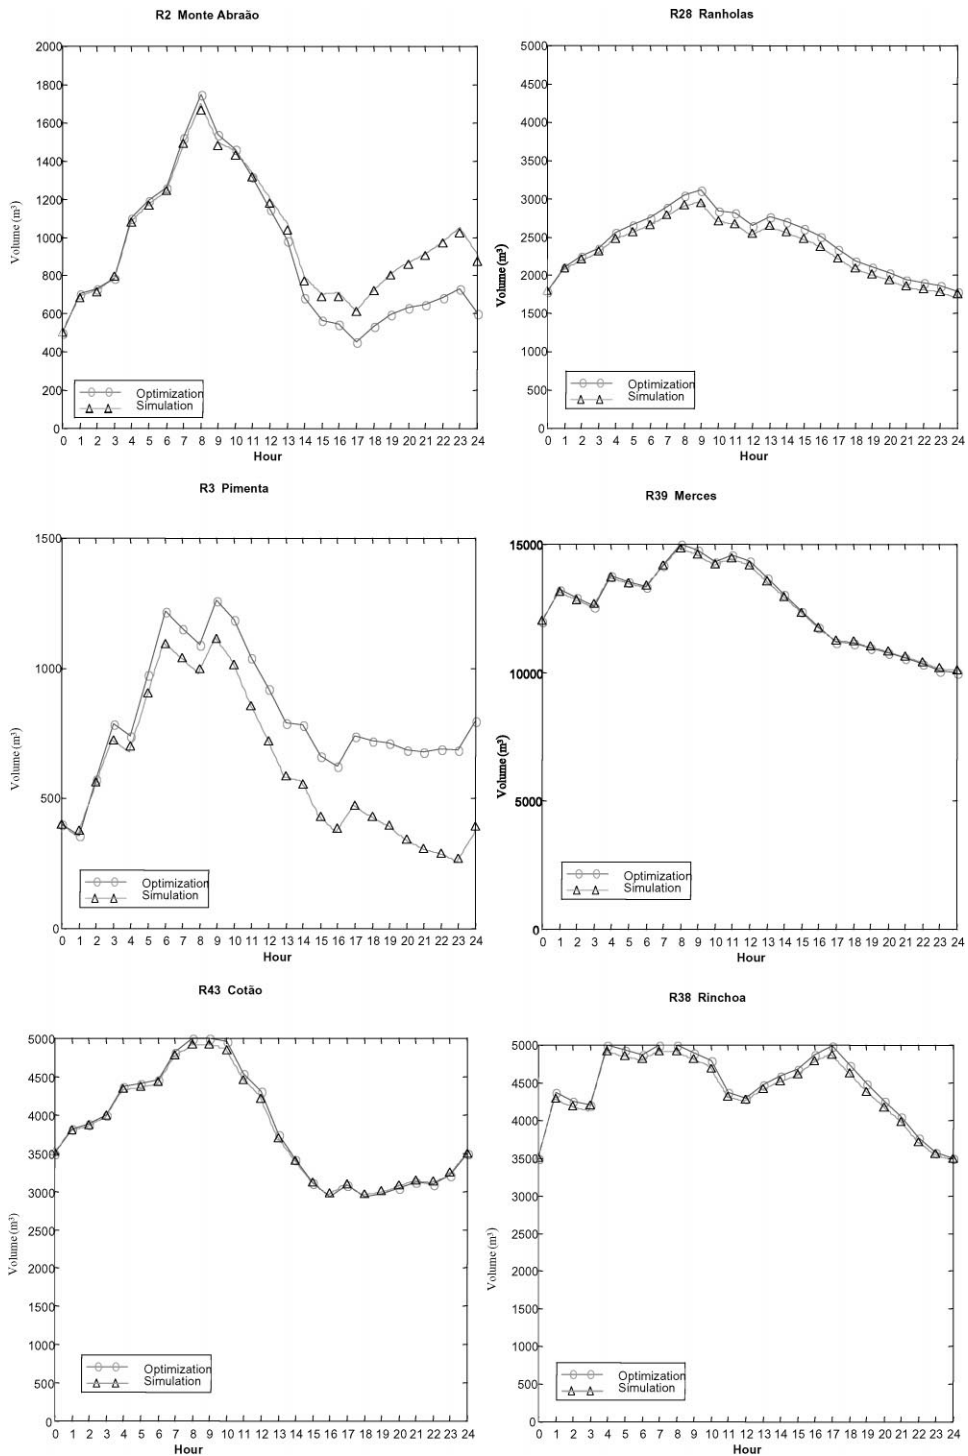 R2 Monte Abraão
2000
1800
1600
1400
1200
1000
800
600
400
200
0
Volume (m³)
Optimization
Simulation
0 1 2 3 4 5 6 7 8 9 10 11 12 13 14 15 16 17 18 19 20 21 22 23 24
Hour
R28 Ranholas
5000
4500
4000
3500
3000
2500
2000
1500
1000
500
0
Volume (m³)
Optimization
Simulation
0 1 2 3 4 5 6 7 8 9 10 11 12 13 14 15 16 17 18 19 20 21 22 23 24
Hour
R3 Pimenta
1500
1000
500
0
Volume (m³)
Optimization
Simulation
0 1 2 3 4 5 6 7 8 9 10 11 12 13 14 15 16 17 18 19 20 21 22 23 24
Hour
R39 Merces
15000
10000
5000
0
Volume (m³)
Optimization
Simulation
0 1 2 3 4 5 6 7 8 9 10 11 12 13 14 15 16 17 18 19 20 21 22 23 24
Hour
R43 Cotão
5000
4500
4000
3500
3000
2500
2000
1500
1000
500
0
Volume (m³)
Optimization
Simulation
0 1 2 3 4 5 6 7 8 9 10 11 12 13 14 15 16 17 18 19 20 21 22 23 24
Hour
R38 Rinchoa
5000
4500
4000
3500
3000
2500
2000
1500
1000
500
0
Volume (m³)
Optimization
Simulation
0 1 2 3 4 5 6 7 8 9 10 11 12 13 14 15 16 17 18 19 20 21 22 23 24
Hour